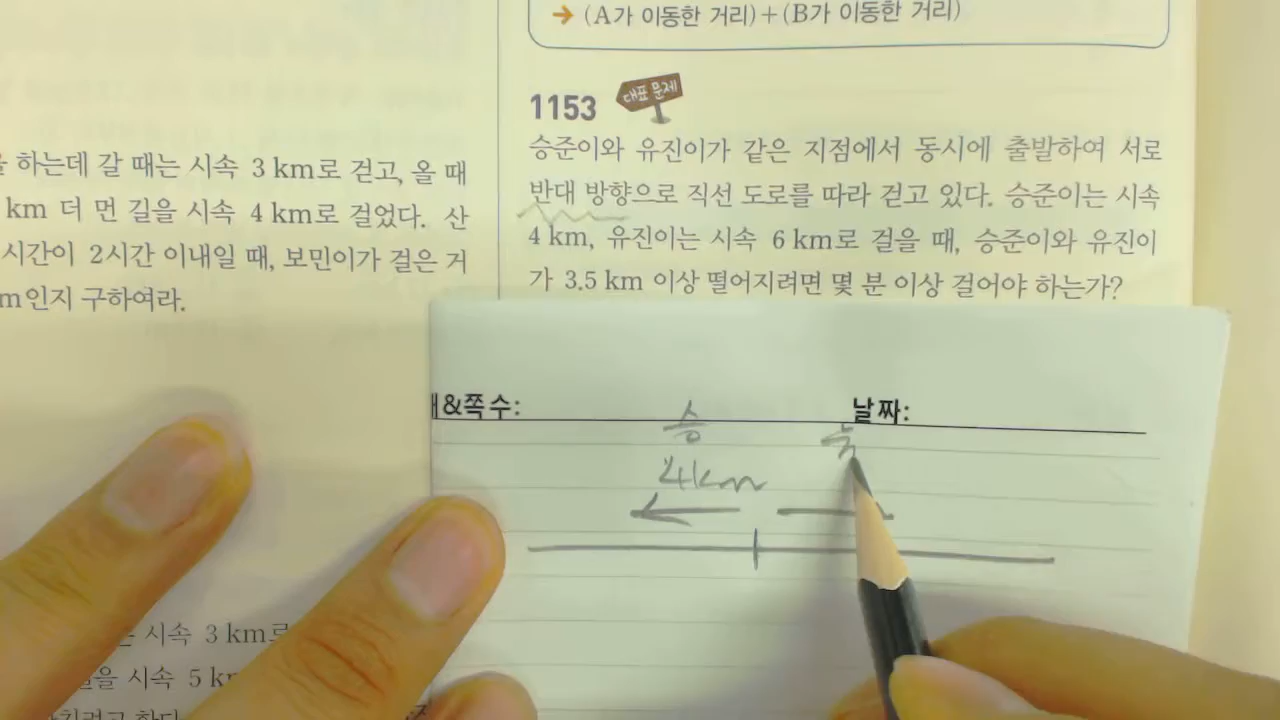 하는데 갈 때는 시속 3 km로 걷고, 올 때
km 더 먼 길을 시속 4 km로 걸었다. 산
시간이 2시간 이내일 때, 보민이가 걸은 거
m인지 구하여라.
시속 3 km로
시속 5
→ (A가 이동한 거리)+(B가 이동한 거리)
1153 대표 문제
승준이와 유진이가 같은 지점에서 동시에 출발하여 서로
반대 방향으로 직선 도로를 따라 걷고 있다. 승준이는 시속
4 km, 유진이는 시속 6 km로 걸을 때, 승준이와 유진이
가 3.5 km 이상 떨어지려면 몇 분 이상 걸어야 하는가?
&쪽수: 날짜:
승
4km